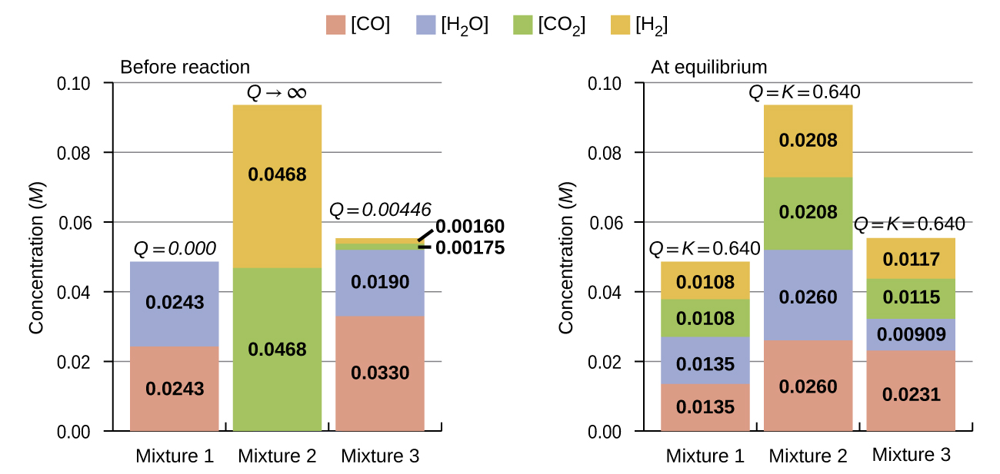 [CO] [H₂O] [CO₂] [H₂]
Before reaction
Concentration (M)
0.10
0.08
0.06
0.04
0.02
0.00
Q → ∞
Q = 0.00446
Q = 0.000
0.0468
0.0468
0.00160
0.00175
0.0190
0.0330
0.0243
0.0243
Mixture 1 Mixture 2 Mixture 3
At equilibrium
Concentration (M)
0.10
0.08
0.06
0.04
0.02
0.00
Q = K = 0.640
Q = K = 0.640
Q = K = 0.640
0.0108
0.0108
0.0135
0.0135
0.0208
0.0208
0.0260
0.0260
0.0117
0.0115
0.00909
0.0231
Mixture 1 Mixture 2 Mixture 3